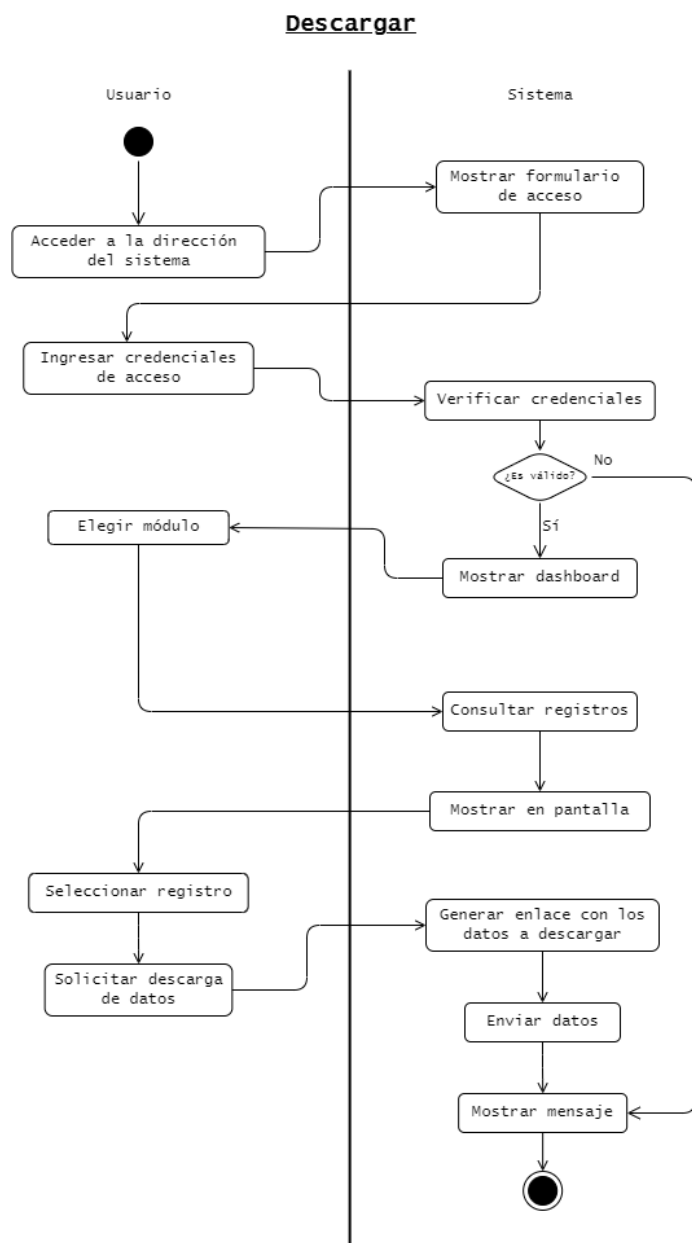 Descargar
Usuario
Sistema
Mostrar formulario
de acceso
Acceder a la dirección
del sistema
Ingresar credenciales
de acceso
Verificar credenciales
¿Es válido?
No
Sí
Elegir módulo
Mostrar dashboard
Consultar registros
Mostrar en pantalla
Seleccionar registro
Generar enlace con los
datos a descargar
Solicitar descarga
de datos
Enviar datos
Mostrar mensaje